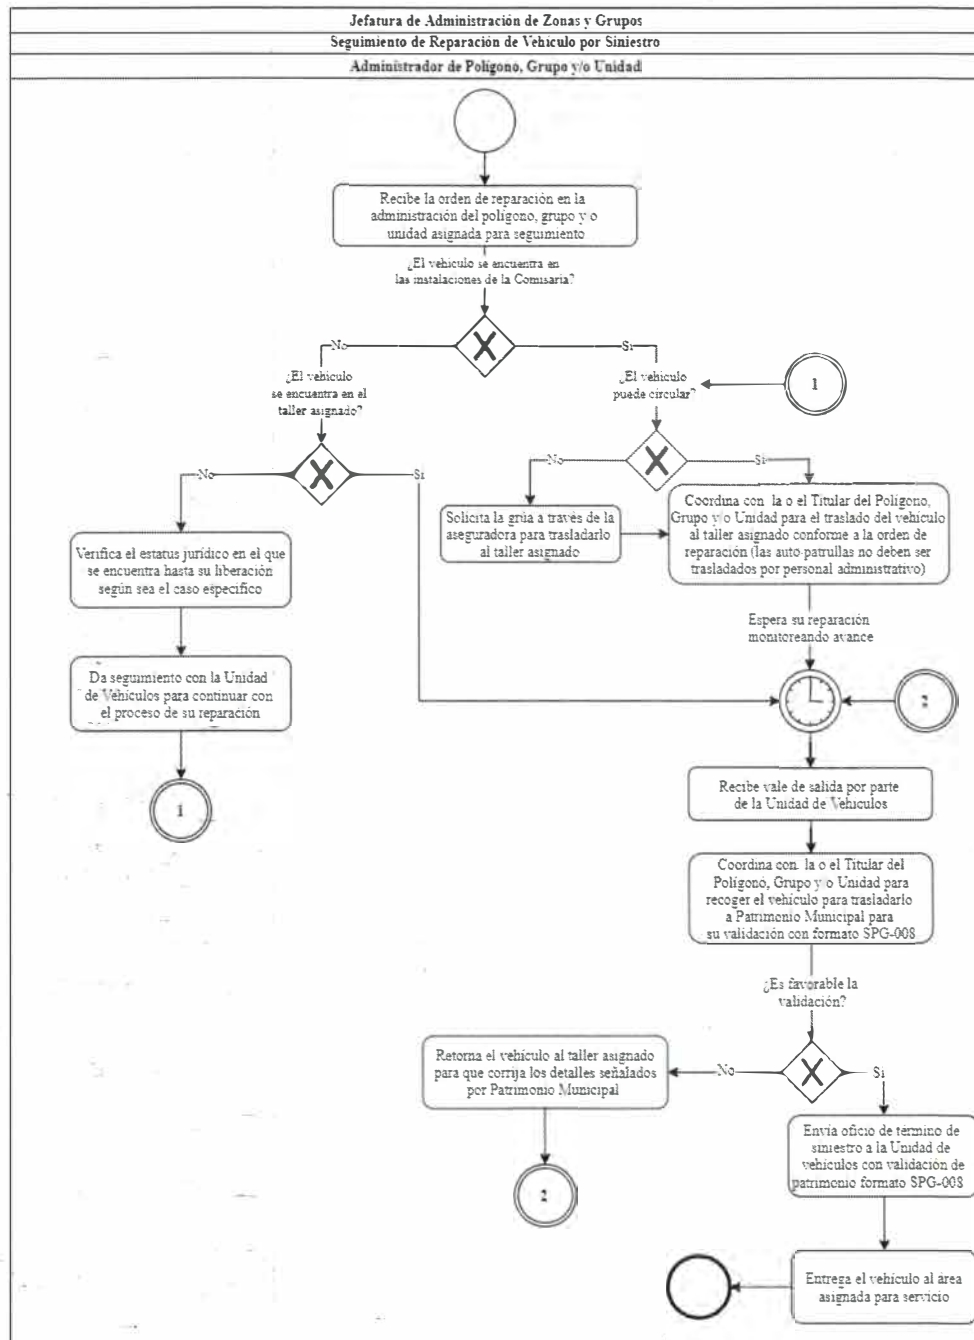 Jefatura de Administración de Zonas y Grupos
Seguimiento de Reparación de Vehículo por Siniestro
Administrador de Polígono, Grupo y/o Unidad
Recibe la orden de reparación en la
administración del polígono, grupo y o
unidad asignada para seguimiento
¿El vehículo se encuentra en
las instalaciones de la Comisaría?
No
Si
¿El vehículo
se encuentra en el
taller asignado?
¿El vehículo
puede circular?
1
No
Si
No
Si
Solicita la grúa a través de la
aseguradora para trasladarlo
al taller asignado
Coordina con la o el Titular del Polígono,
Grupo y/o Unidad para el traslado del vehículo
al taller asignado conforme a la orden de
reparación (las auto-patrullas no deben ser
trasladados por personal administrativo)
Verifica el estatus jurídico en el que
se encuentra hasta su liberación
según sea el caso específico
Espera su reparación
monitoreando avance
Da seguimiento con la Unidad
de Vehículos para continuar con
el proceso de su reparación
2
1
Recibe vale de salida por parte
de la Unidad de Vehículos
Coordina con la o el Titular del
Polígono, Grupo y/o Unidad para
recoger el vehículo para trasladarlo
a Patrimonio Municipal para
su validación con formato SPG-008
¿Es favorable la
validación?
Retorna el vehículo al taller asignado
para que corrija los detalles señalados
por Patrimonio Municipal
No
Si
2
Envía oficio de término de
siniestro a la Unidad de
vehículos con validación de
patrimonio formato SPG-008
Entrega el vehículo al área
asignada para servicio